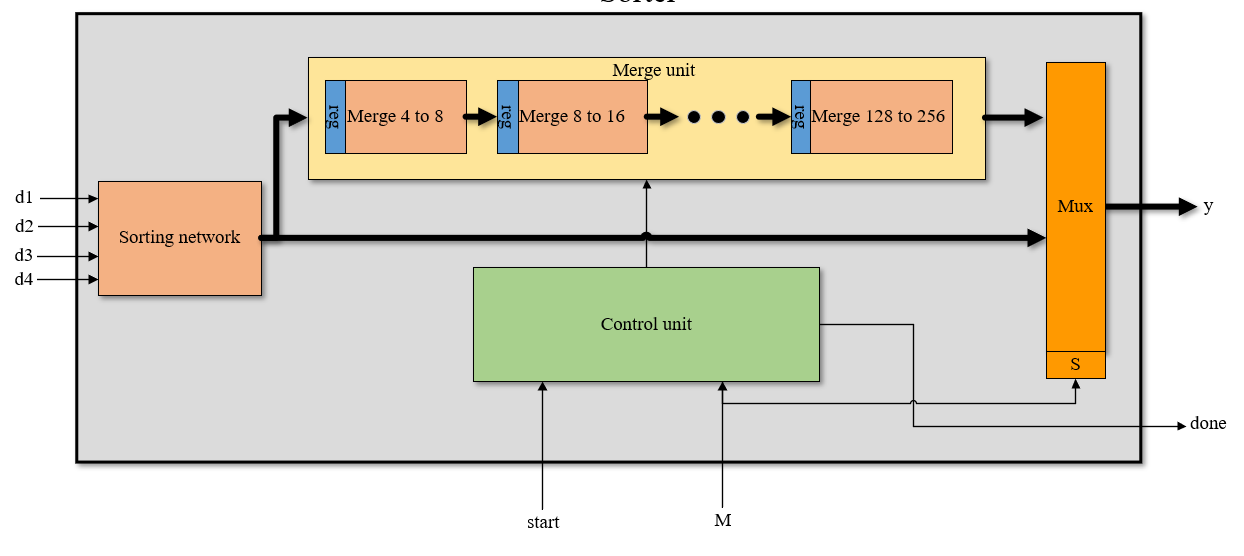 Sorter
Merge unit
reg
Merge 4 to 8
reg
Merge 8 to 16
reg
Merge 128 to 256
d1
d2
d3
d4
Sorting network
Mux
y
Control unit
S
done
start
M